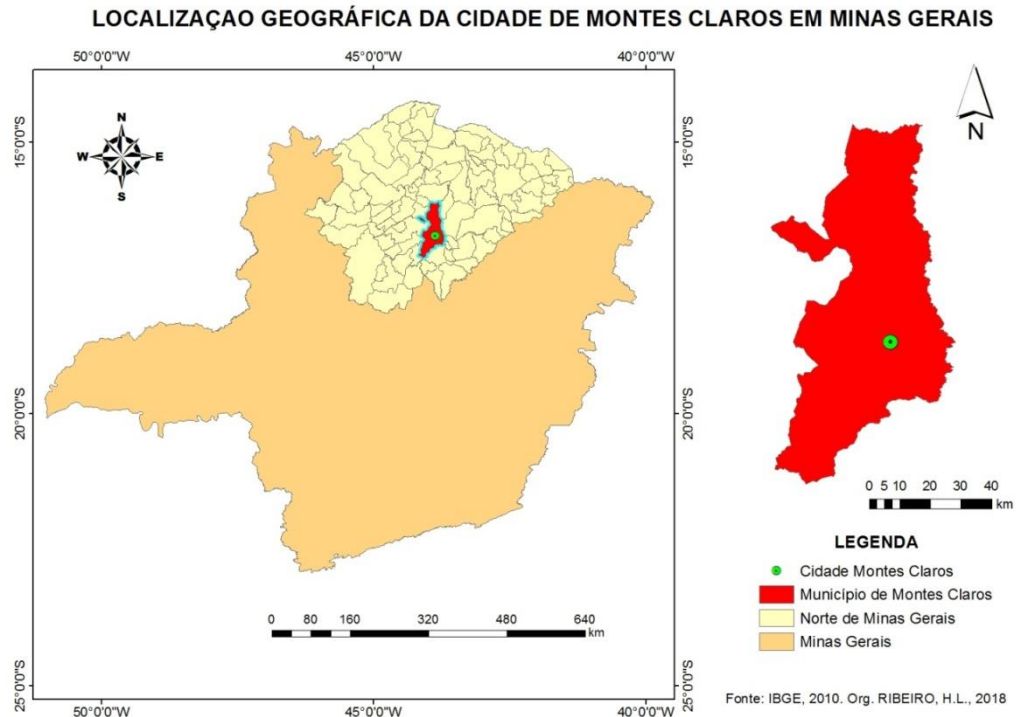 LOCALIZAÇAO GEOGRÁFICA DA CIDADE DE MONTES CLAROS EM MINAS GERAIS
50°0'0"W 45°0'0"W 40°0'0"W
15°0'0"S 15°0'0"S
N
W E
S
N
20°0'0"S 20°0'0"S
0 5 10 20 30 40
km
LEGENDA
Cidade Montes Claros
Município de Montes Claros
Norte de Minas Gerais
Minas Gerais
0 80 160 320 480 640
km
25°0'0"S 25°0'0"S
50°0'0"W 45°0'0"W 40°0'0"W
Fonte: IBGE, 2010. Org. RIBEIRO, H.L., 2018